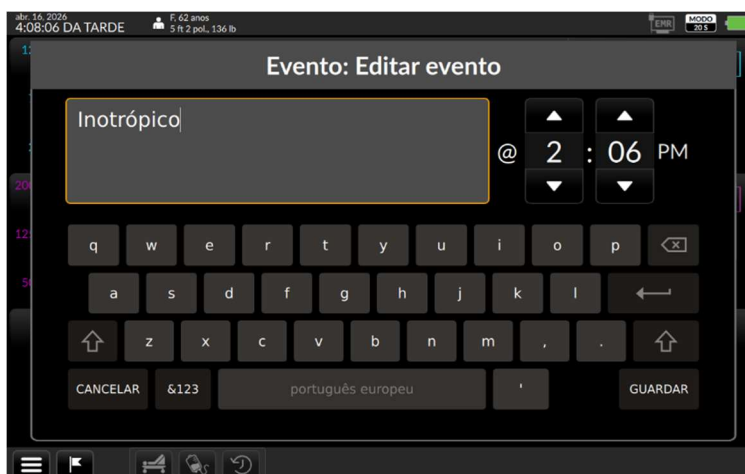 abr. 16, 2026
4:08:06 DA TARDE
F, 62 anos
5 ft 2 pol., 136 lb
EMR
MODO
20 S
Evento: Editar evento
Inotrópico
@ 2 : 06 PM
q w e r t y u i o p
a s d f g h j k l
z x c v b n m , .
CANCELAR &123 português europeu ' GUARDAR